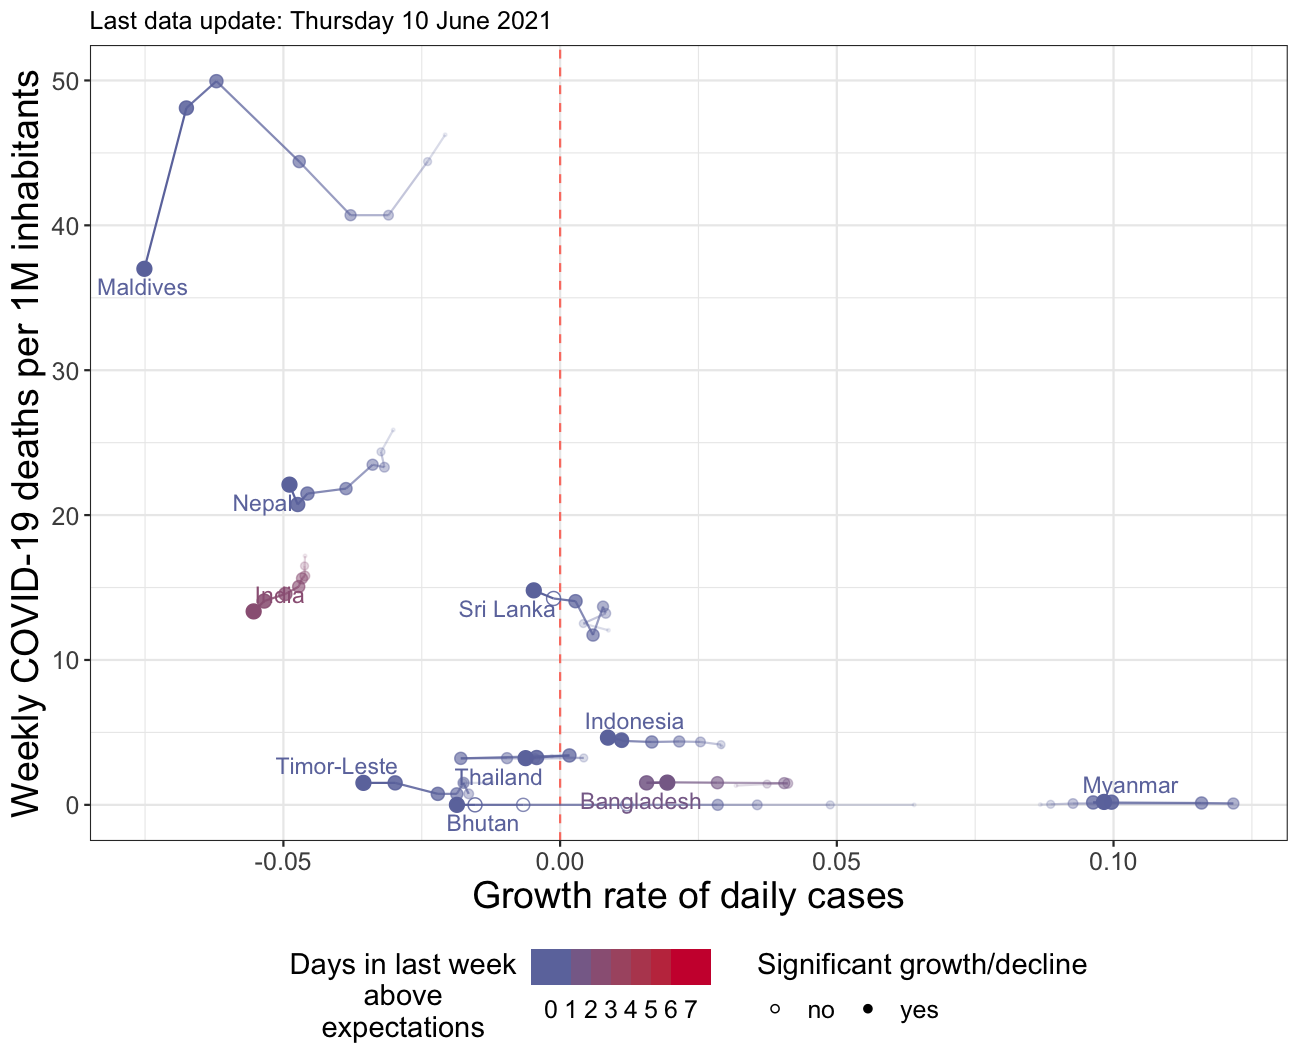 Last data update: Thursday 10 June 2021
Weekly COVID-19 deaths per 1M inhabitants
50
40
30
20
10
0
Maldives
Nepal
India
Sri Lanka
Indonesia
Timor-Leste
Thailand
Bangladesh
Myanmar
Bhutan
-0.05
0.00
0.05
0.10
Growth rate of daily cases
Days in last week
above
expectations
0 1 2 3 4 5 6 7
Significant growth/decline
no
yes